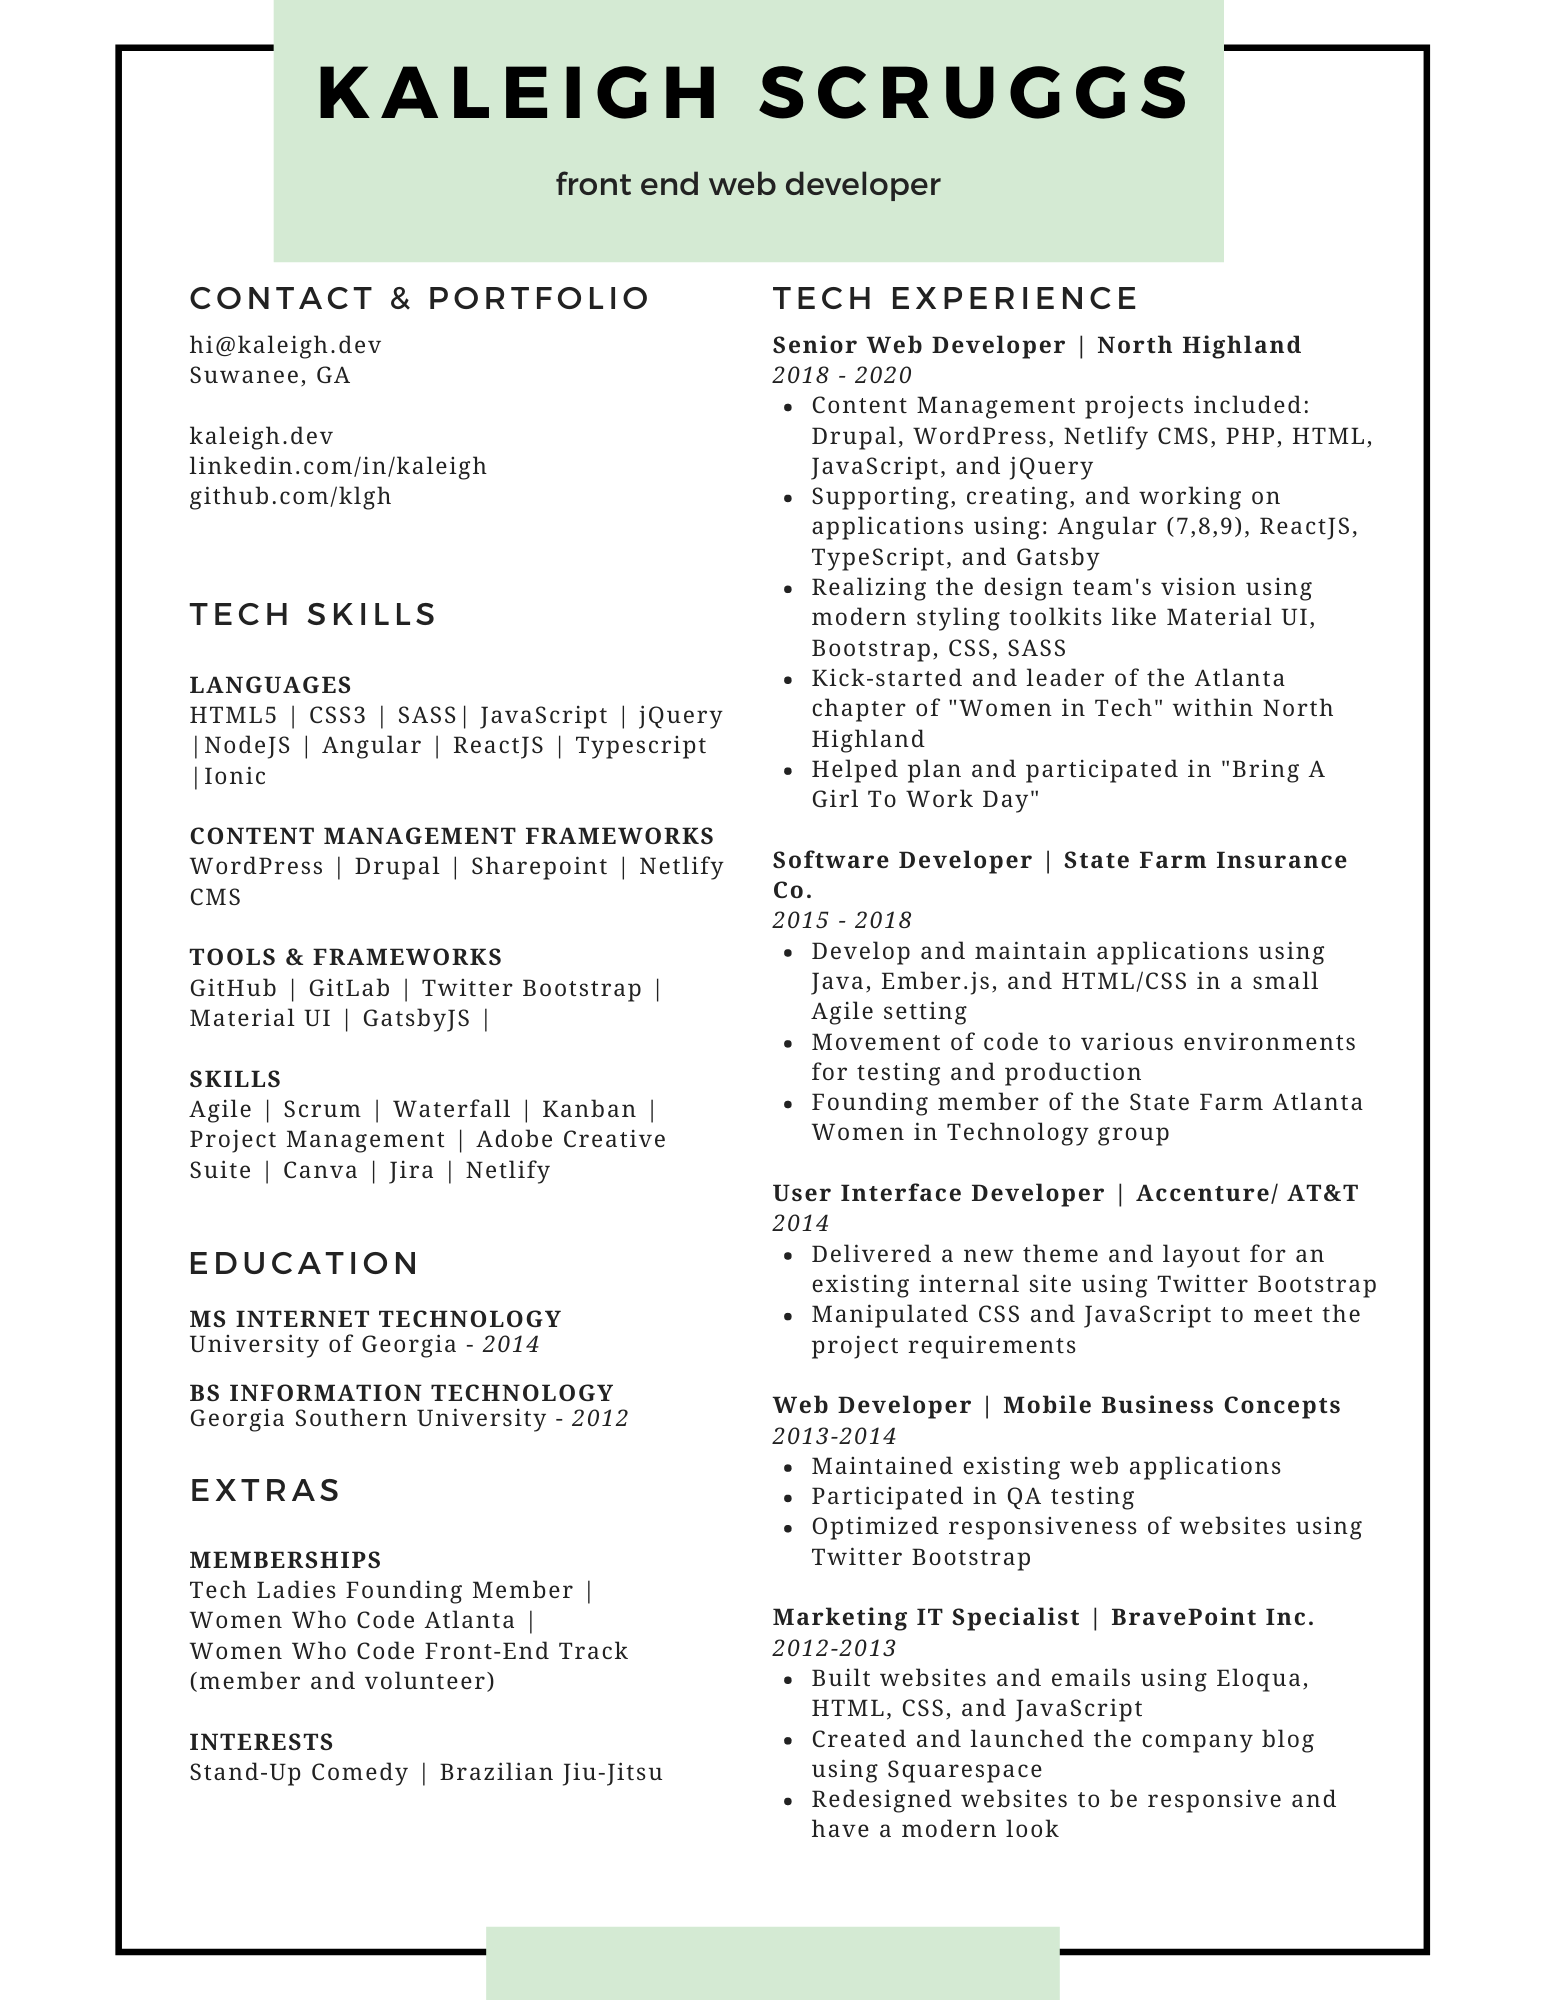 KALEIGH SCRUGGS
front end web developer
CONTACT & PORTFOLIO
hi@kaleigh.dev
Suwanee, GA
kaleigh.dev
linkedin.com/in/kaleigh
github.com/klgh
TECH SKILLS
LANGUAGES
HTML5 | CSS3 | SASS| JavaScript | jQuery
|NodeJS | Angular | ReactJS | Typescript
|Ionic
CONTENT MANAGEMENT FRAMEWORKS
WordPress | Drupal | Sharepoint | Netlify
CMS
TOOLS & FRAMEWORKS
GitHub | GitLab | Twitter Bootstrap |
Material UI | GatsbyJS |
SKILLS
Agile | Scrum | Waterfall | Kanban |
Project Management | Adobe Creative
Suite | Canva | Jira | Netlify
EDUCATION
MS INTERNET TECHNOLOGY
University of Georgia - 2014
BS INFORMATION TECHNOLOGY
Georgia Southern University - 2012
EXTRAS
MEMBERSHIPS
Tech Ladies Founding Member |
Women Who Code Atlanta |
Women Who Code Front-End Track
(member and volunteer)
INTERESTS
Stand-Up Comedy | Brazilian Jiu-Jitsu
TECH EXPERIENCE
Senior Web Developer | North Highland
2018 - 2020
• Content Management projects included:
Drupal, WordPress, Netlify CMS, PHP, HTML,
JavaScript, and jQuery
• Supporting, creating, and working on
applications using: Angular (7,8,9), ReactJS,
TypeScript, and Gatsby
• Realizing the design team's vision using
modern styling toolkits like Material UI,
Bootstrap, CSS, SASS
• Kick-started and leader of the Atlanta
chapter of "Women in Tech" within North
Highland
• Helped plan and participated in "Bring A
Girl To Work Day"
Software Developer | State Farm Insurance
Co.
2015 - 2018
• Develop and maintain applications using
Java, Ember.js, and HTML/CSS in a small
Agile setting
• Movement of code to various environments
for testing and production
• Founding member of the State Farm Atlanta
Women in Technology group
User Interface Developer | Accenture/ AT&T
2014
• Delivered a new theme and layout for an
existing internal site using Twitter Bootstrap
• Manipulated CSS and JavaScript to meet the
project requirements
Web Developer | Mobile Business Concepts
2013-2014
• Maintained existing web applications
• Participated in QA testing
• Optimized responsiveness of websites using
Twitter Bootstrap
Marketing IT Specialist | BravePoint Inc.
2012-2013
• Built websites and emails using Eloqua,
HTML, CSS, and JavaScript
• Created and launched the company blog
using Squarespace
• Redesigned websites to be responsive and
have a modern look